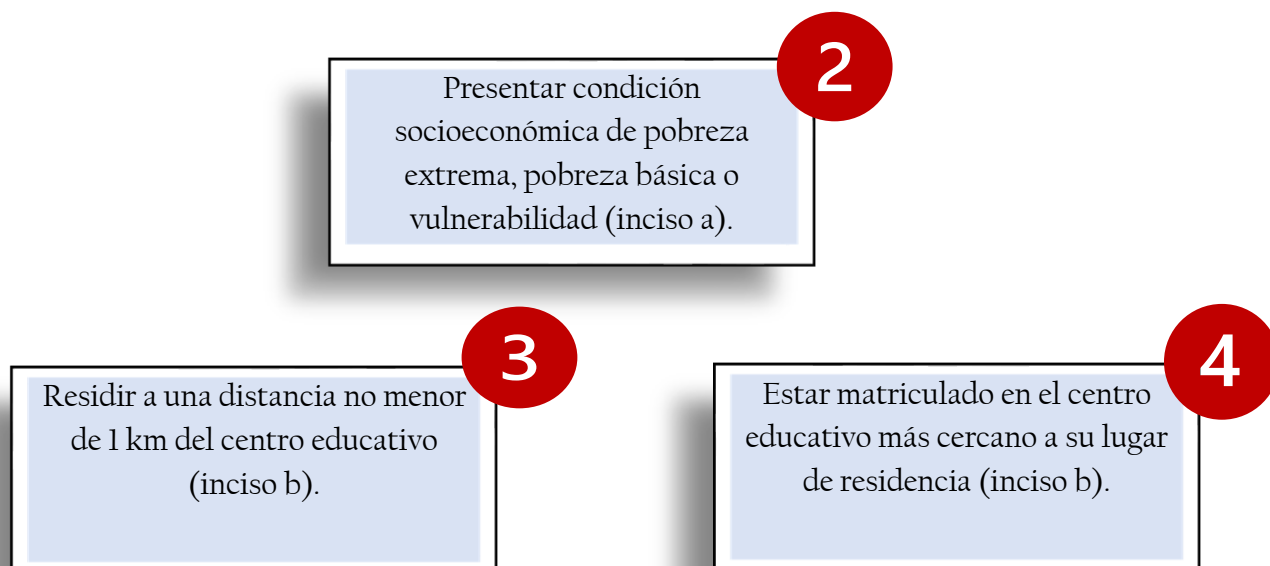 2
Presentar condición
socioeconómica de pobreza
extrema, pobreza básica o
vulnerabilidad (inciso a).
3
Residir a una distancia no menor
de 1 km del centro educativo
(inciso b).
4
Estar matriculado en el centro
educativo más cercano a su lugar
de residencia (inciso b).